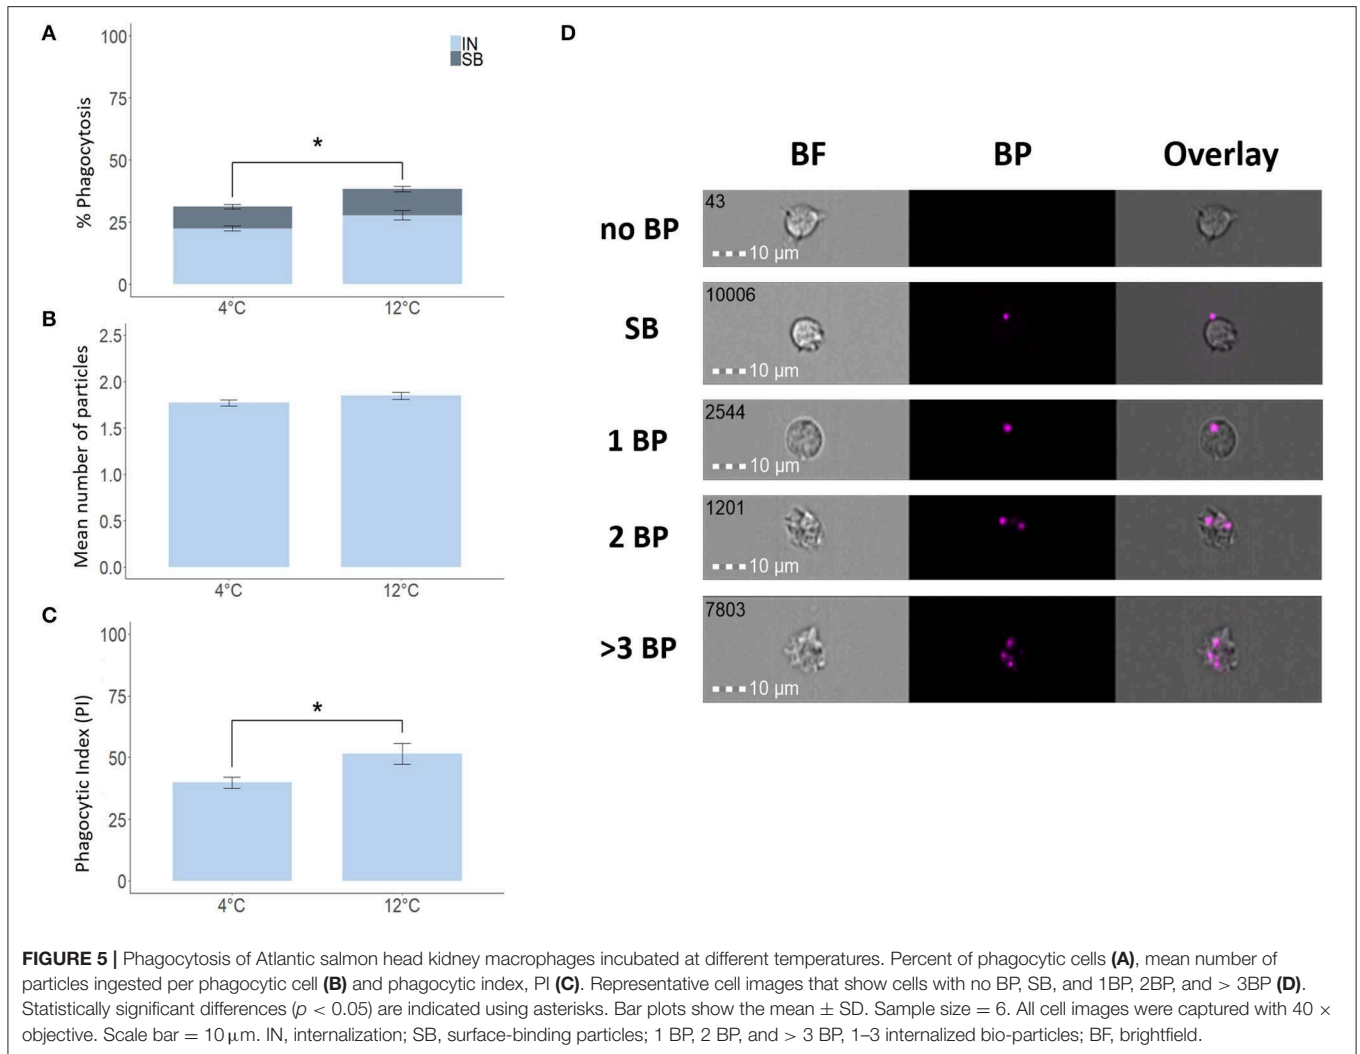 A
% Phagocytosis
100
75
50
25
0
*
IN
SB
4°C
12°C
B
Mean number of particles
2.5
2.0
1.5
1.0
0.5
0.0
4°C
12°C
C
Phagocytic Index (PI)
100
75
50
25
0
*
4°C
12°C
D
BF BP Overlay
no BP
43
10 µm
SB
10006
10 µm
1 BP
2544
10 µm
2 BP
1201
10 µm
>3 BP
7803
10 µm
FIGURE 5 | Phagocytosis of Atlantic salmon head kidney macrophages incubated at different temperatures. Percent of phagocytic cells (A), mean number of
particles ingested per phagocytic cell (B) and phagocytic index, PI (C). Representative cell images that show cells with no BP, SB, and 1BP, 2BP, and > 3BP (D).
Statistically significant differences (p < 0.05) are indicated using asterisks. Bar plots show the mean ± SD. Sample size = 6. All cell images were captured with 40 ×
objective. Scale bar = 10 µm. IN, internalization; SB, surface-binding particles; 1 BP, 2 BP, and > 3 BP, 1–3 internalized bio-particles; BF, brightfield.